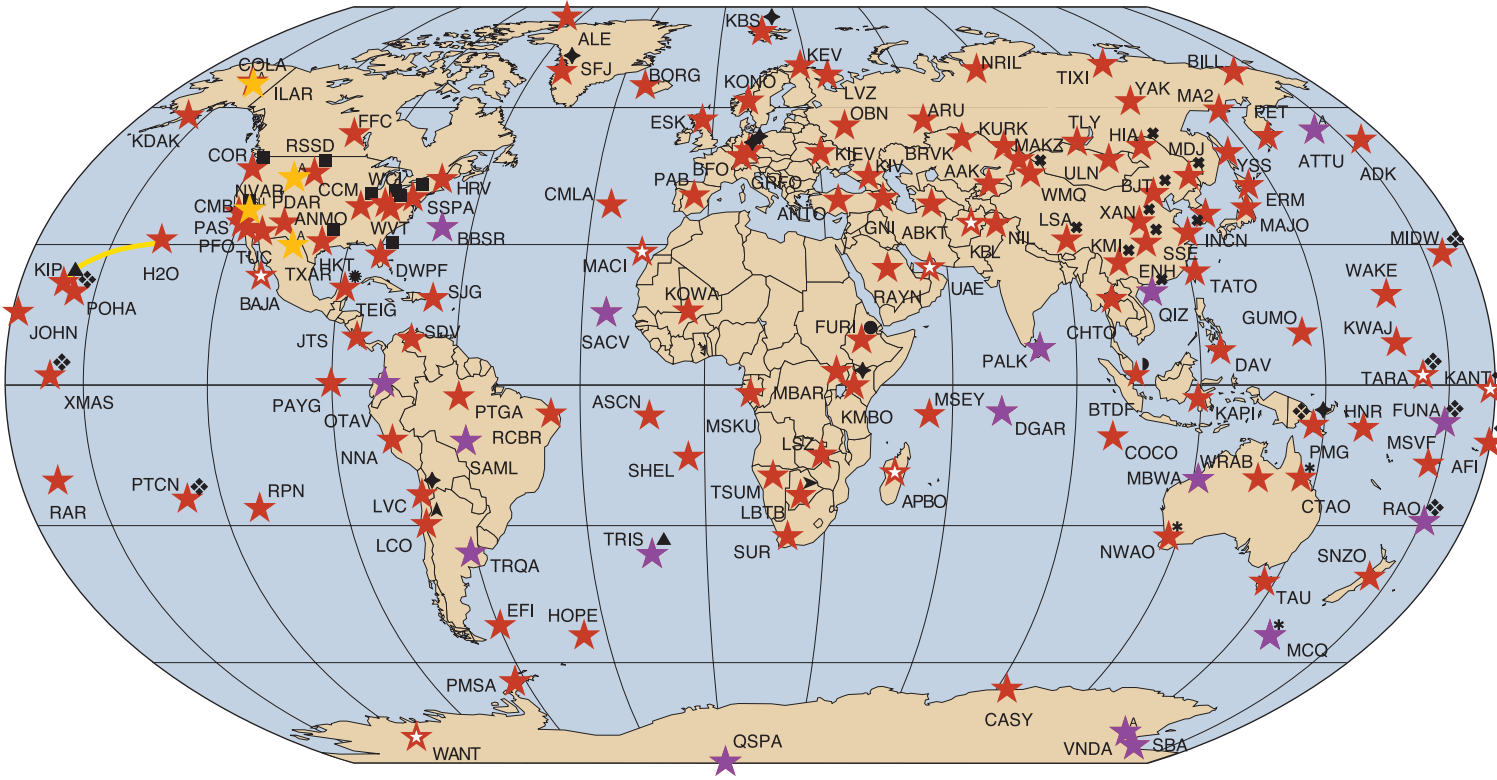 KBS
ALE
COLA
A
SFJ
KEV
NRIL
TIXI
BILL
ILAR
BORG
KONO
LVZ
YAK
MA2
KDAK
FFC
ESK
OBN
ARU
PET
A
ATTU
COR
RSSD
KURK
TLY
HIA
MDJ
A
WCI
BFO
GRFO
KIEV
KIV
BRVK
MAKZ
ULN
YSS
ADK
NVAR
PDAR
CCM
HRV
CMLA
PAB
AAK
WMQ
BJT
ERM
CMB
ANMO
SSPA
ANTO
GNI
ABKT
LSA
XAN
MAJO
PAS
PFO
TUC
A
WVT
BBSR
KBL
NIL
KMI
SSE
INCN
MIDW
KIP
H2O
TXAR
HKT
DWPF
MACI
RAYN
UAE
ENH
TATO
WAKE
POHA
BAJA
TEIG
SJG
KOWA
JOHN
JTS
SDV
SACV
FURI
PALK
CHTO
QIZ
GUMO
KWAJ
DAV
XMAS
PAYG
OTAV
PTGA
ASCN
MSKU
MBAR
KMBO
MSEY
DGAR
BTDF
KAPI
TARA
KANT
HNR
FUNA
NNA
RCBR
SAML
SHEL
LSZ
COCO
MBWA
WRAB
PMG
MSVF
AFI
RAR
PTCN
RPN
LVC
TSUM
LBTB
APBO
CTAO
RAO
LCO
TRIS
SUR
NWAO
SNZO
TRQA
TAU
EFI
HOPE
MCQ
PMSA
CASY
A
WANT
QSPA
VNDA
SBA